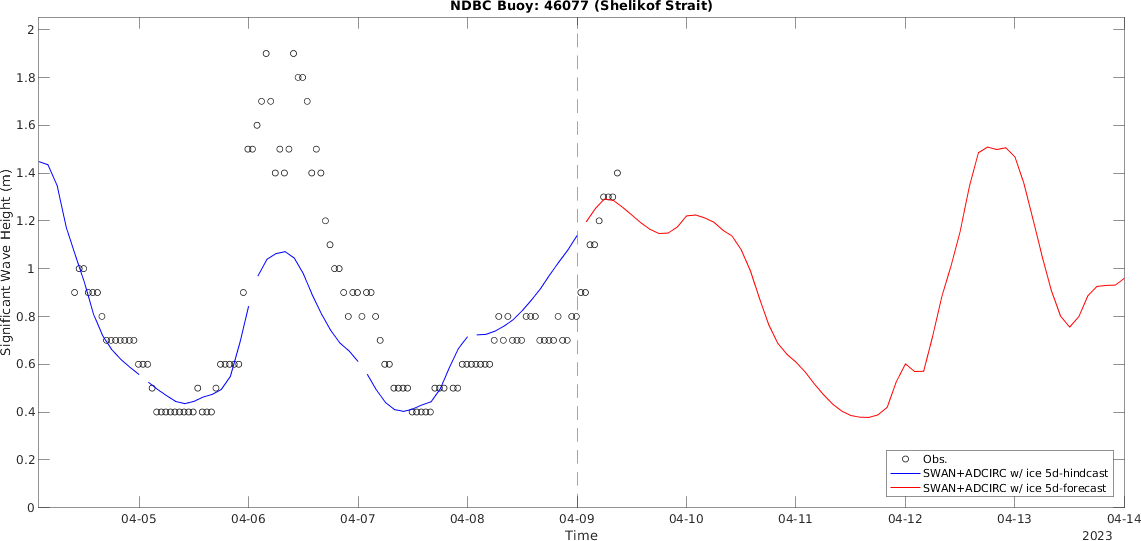 NDBC Buoy: 46077 (Shelikof Strait)
2
1.8
1.6
1.4
1.2
1
0.8
0.6
0.4
0.2
0
Significant Wave Height (m)
Obs.
SWAN+ADCIRC w/ ice 5d-hindcast
SWAN+ADCIRC w/ ice 5d-forecast
04-05 04-06 04-07 04-08 04-09 04-10 04-11 04-12 04-13 04-14
Time
2023